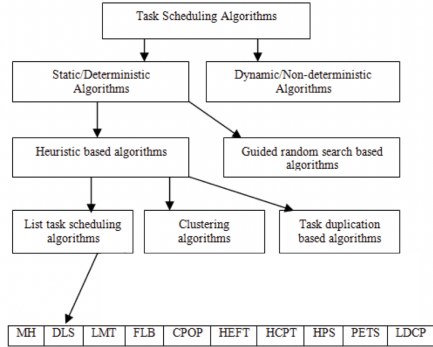 Task Scheduling Algorithms
Static/Deterministic
Algorithms
Dynamic/Non-deterministic
Algorithms
Heuristic based algorithms
Guided random search based
algorithms
List task scheduling
algorithms
Clustering
algorithms
Task duplication
based algorithms
MH DLS LMT FLB CPOP HEFT HCPT HPS PETS LDCP